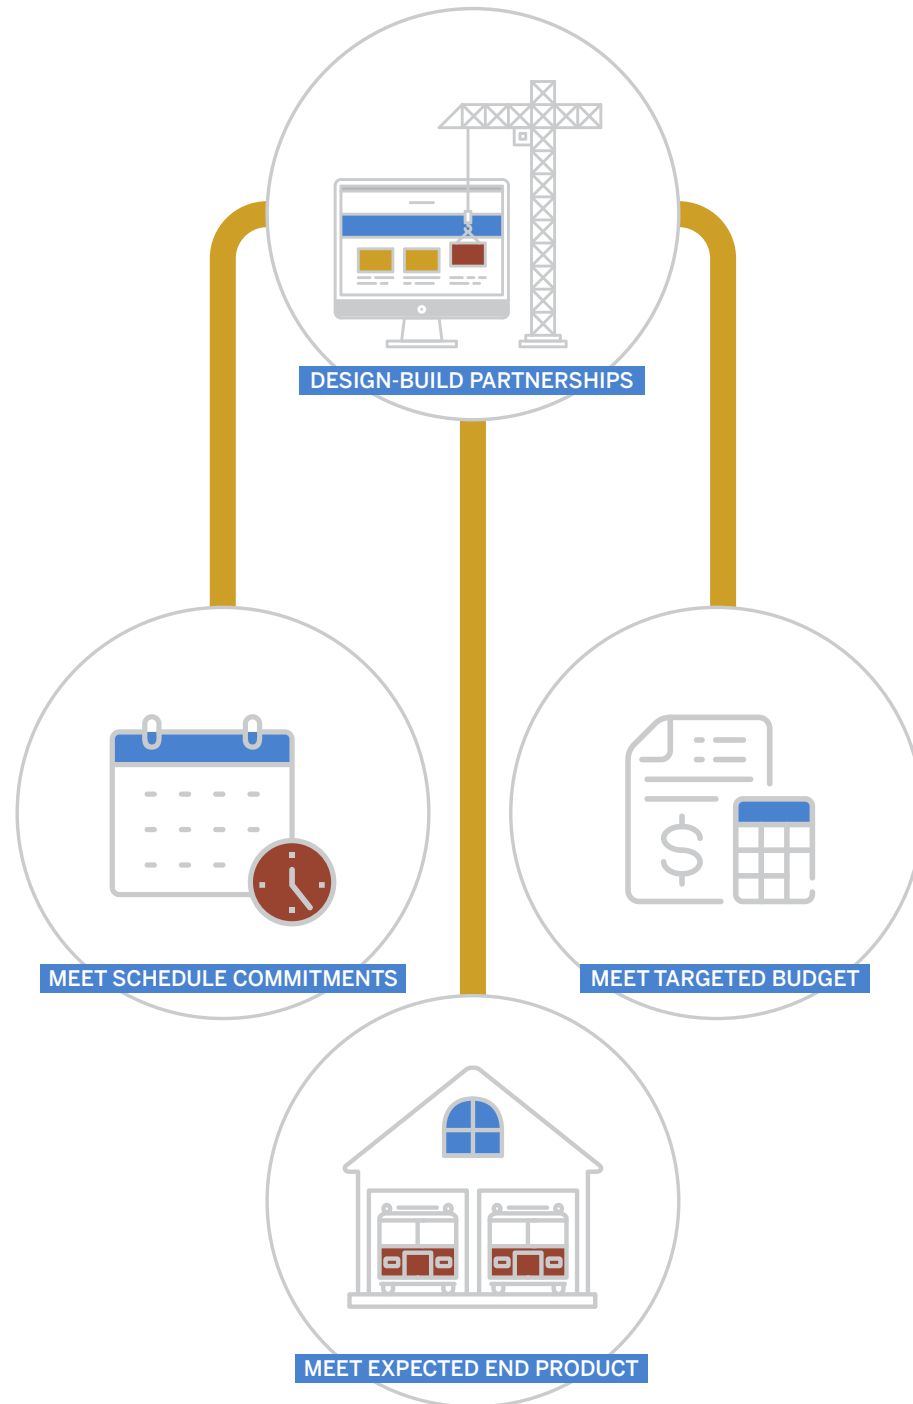 DESIGN-BUILD PARTNERSHIPS
MEET SCHEDULE COMMITMENTS
MEET TARGETED BUDGET
$
MEET EXPECTED END PRODUCT